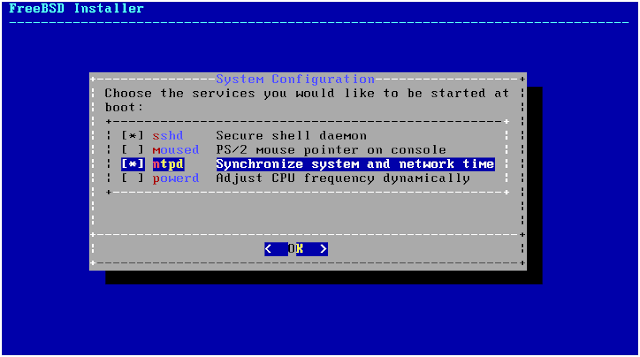 FreeBSD Installer
System Configuration
Choose the services you would like to be started at
boot:
[*] sshd Secure shell daemon
[ ] moused PS/2 mouse pointer on console
[*] ntpd Synchronize system and network time
[ ] powerd Adjust CPU frequency dynamically
< OK >